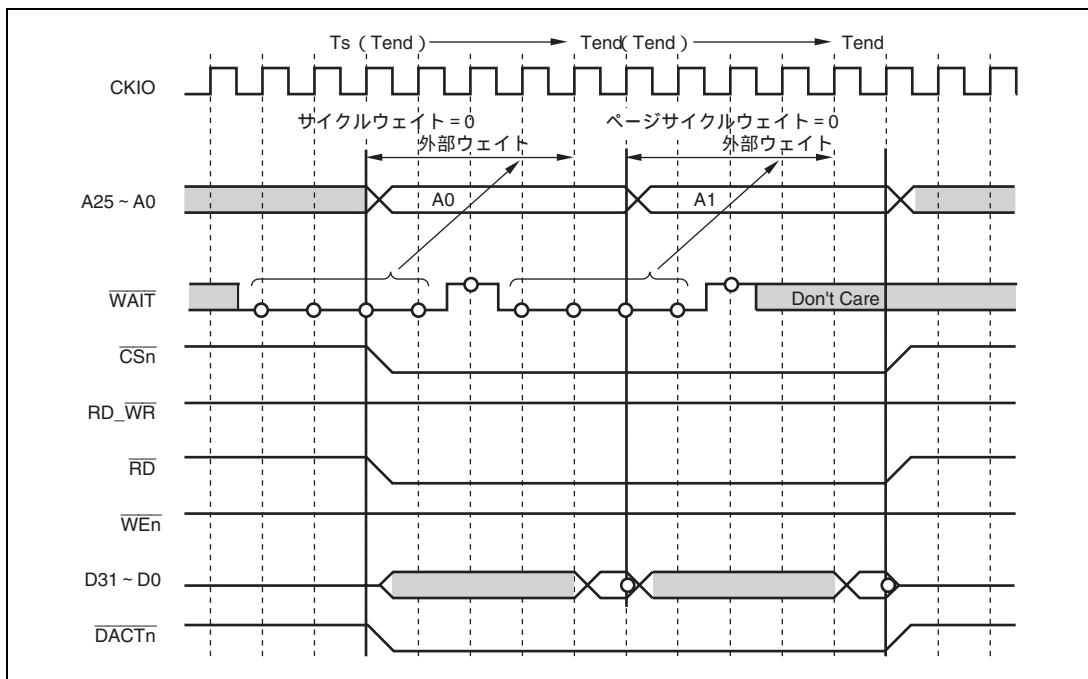 Ts (Tend) Tend (Tend) Tend
CKIO
サイクルウェイト = 0 ページサイクルウェイト = 0
外部ウェイト 外部ウェイト
A25 ~ A0 A0 A1
WAIT Don't Care
CSn
RD_WR
RD
WEn
D31 ~ D0
DACTn